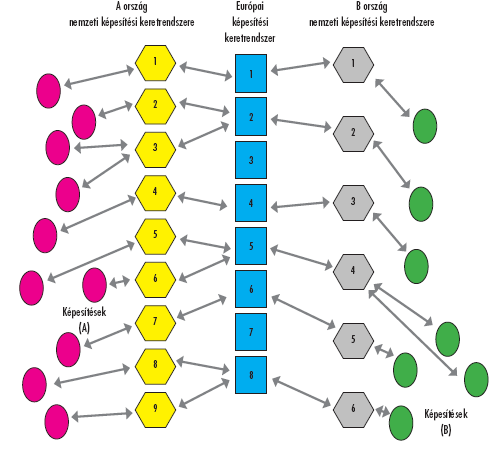 A ország
nemzeti képesítési keretrendszere
Európai
képesítési
keretrendszer
B ország
nemzeti képesítési keretrendszere
1
2
3
4
5
6
7
8
9
1
2
3
4
5
6
7
8
1
2
3
4
5
6
Képesítések
(A)
Képesítések
(B)